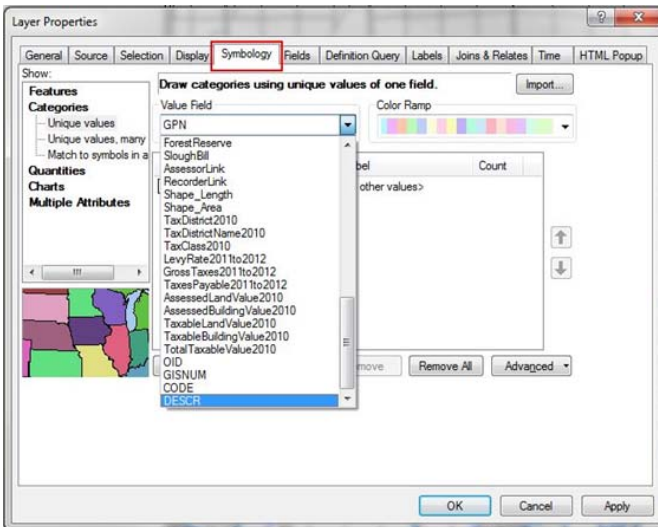 Layer Properties
General Source Selection Display Symbology Fields Definition Query Labels Joins & Relates Time HTML Popup
Show:
Features
Categories
Unique values
Unique values, many
Match to symbols in a
Quantities
Charts
Multiple Attributes
Draw categories using unique values of one field.
Import...
Value Field
Color Ramp
GPN
ForestReserve
SloughBill
AssessorLink
RecorderLink
Shape_Length
Shape_Area
TaxDistrict2010
TaxDistrictName2010
TaxClass2010
LevyRate2011to2012
GrossTaxes2011to2012
TaxesPayable2011to2012
AssessedLandValue2010
AssessedBuildingValue2010
TaxableLandValue2010
TaxableBuildingValue2010
TotalTaxableValue2010
OID
GISNUM
CODE
DESCR
bel Count
other values>
move Remove All Advanced
OK Cancel Apply